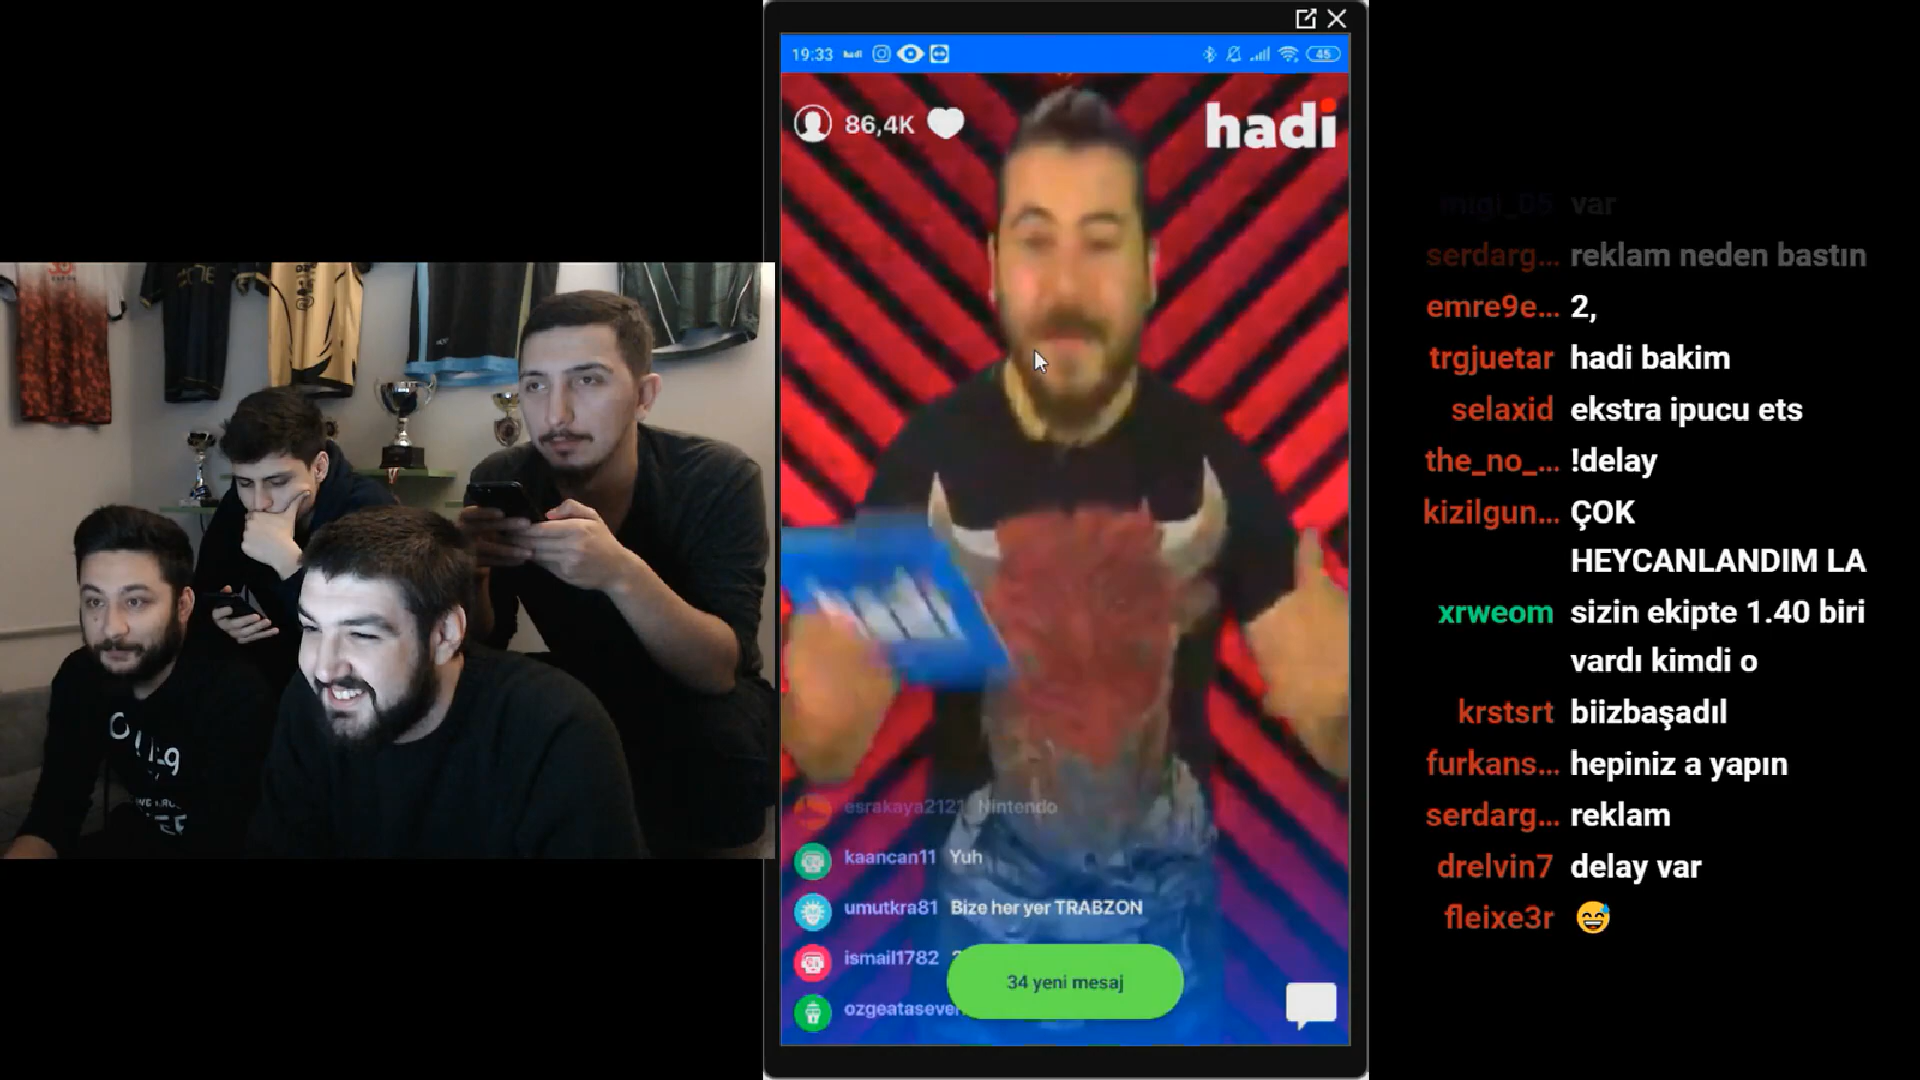 19:33 hadi
45
86,4K
hadi
esrakaya2121 Nintendo
kaancan11 Yuh
umutkra81 Bize her yer TRABZON
ismail1782
34 yeni mesaj
migi_05 var
serdarg... reklam neden bastın
emre9e... 2,
trgjuetar hadi bakim
selaxid ekstra ipucu ets
the_no_... !delay
kizilgun... ÇOK
HEYCANLANDIM LA
xrweom sizin ekipte 1.40 biri
vardı kimdi o
krstsrt biizbaşadıl
furkans... hepiniz a yapın
serdarg... reklam
drelvin7 delay var
fleixe3r 😅